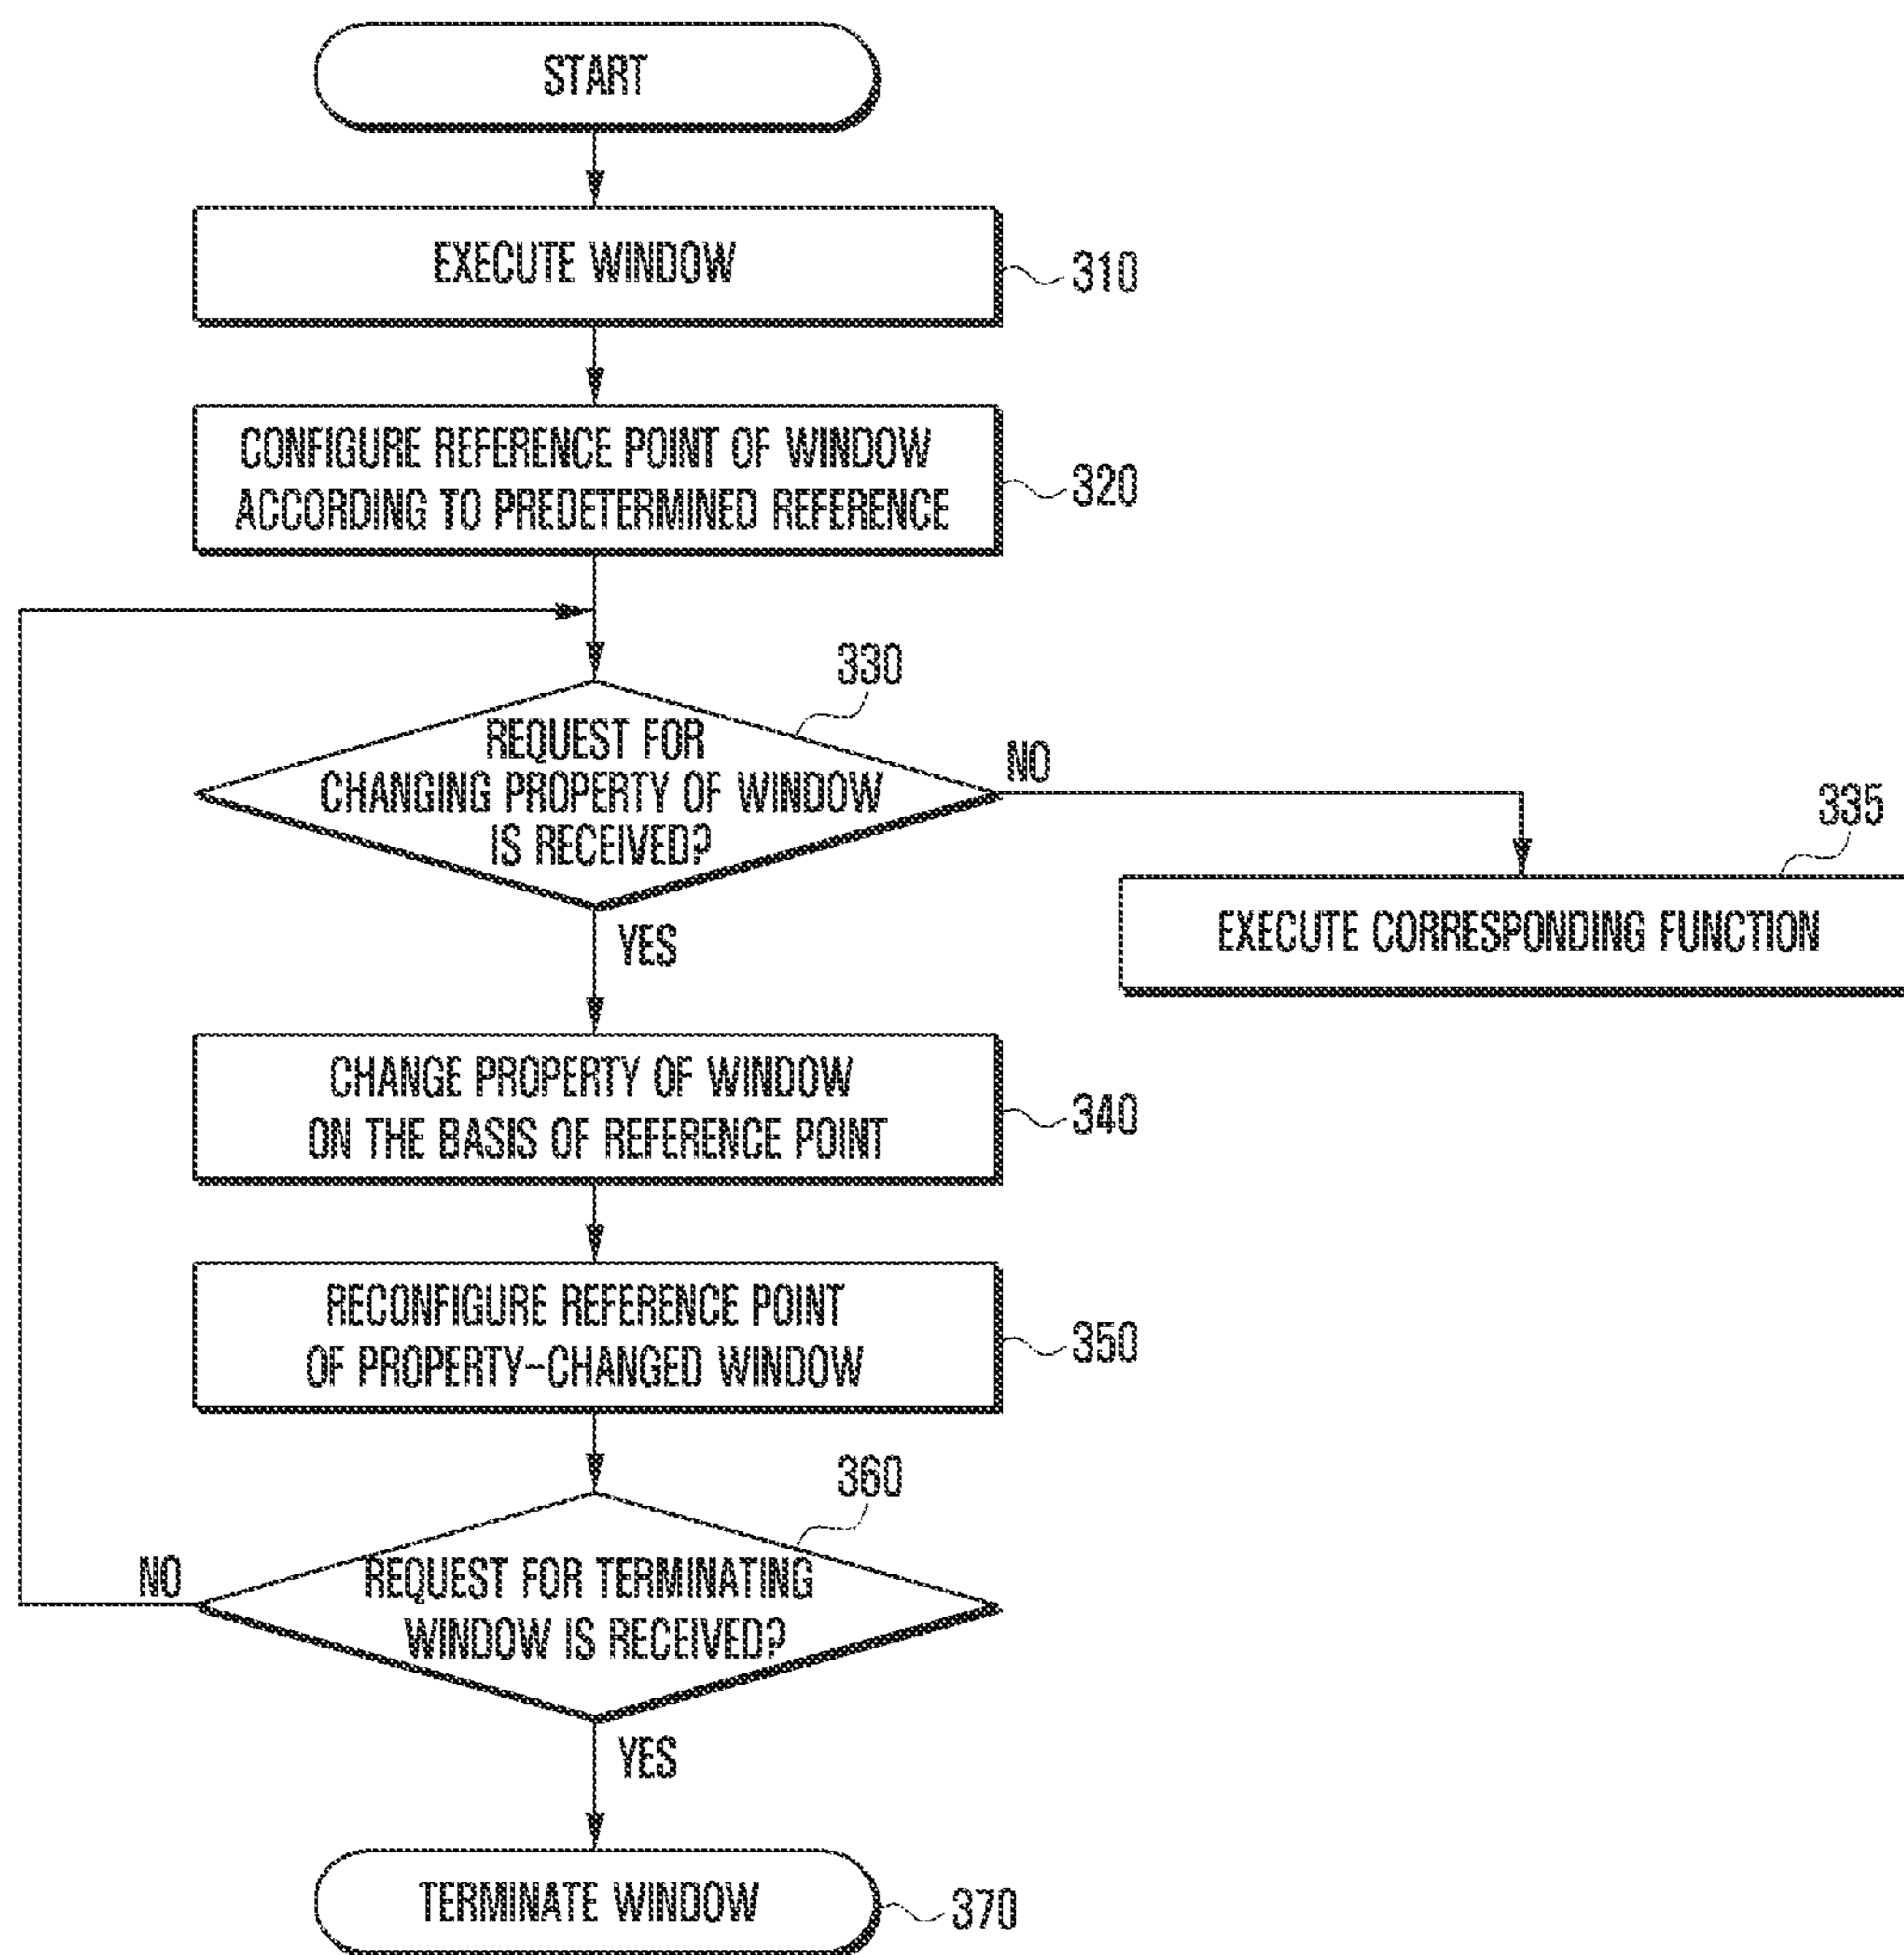 START
EXECUTE WINDOW
310
CONFIGURE REFERENCE POINT OF WINDOW
ACCORDING TO PREDETERMINED REFERENCE
320
330
REQUEST FOR
CHANGING PROPERTY OF WINDOW
IS RECEIVED?
NO
335
EXECUTE CORRESPONDING FUNCTION
YES
CHANGE PROPERTY OF WINDOW
ON THE BASIS OF REFERENCE POINT
340
RECONFIGURE REFERENCE POINT
OF PROPERTY-CHANGED WINDOW
350
360
NO
REQUEST FOR TERMINATING
WINDOW IS RECEIVED?
YES
TERMINATE WINDOW
370